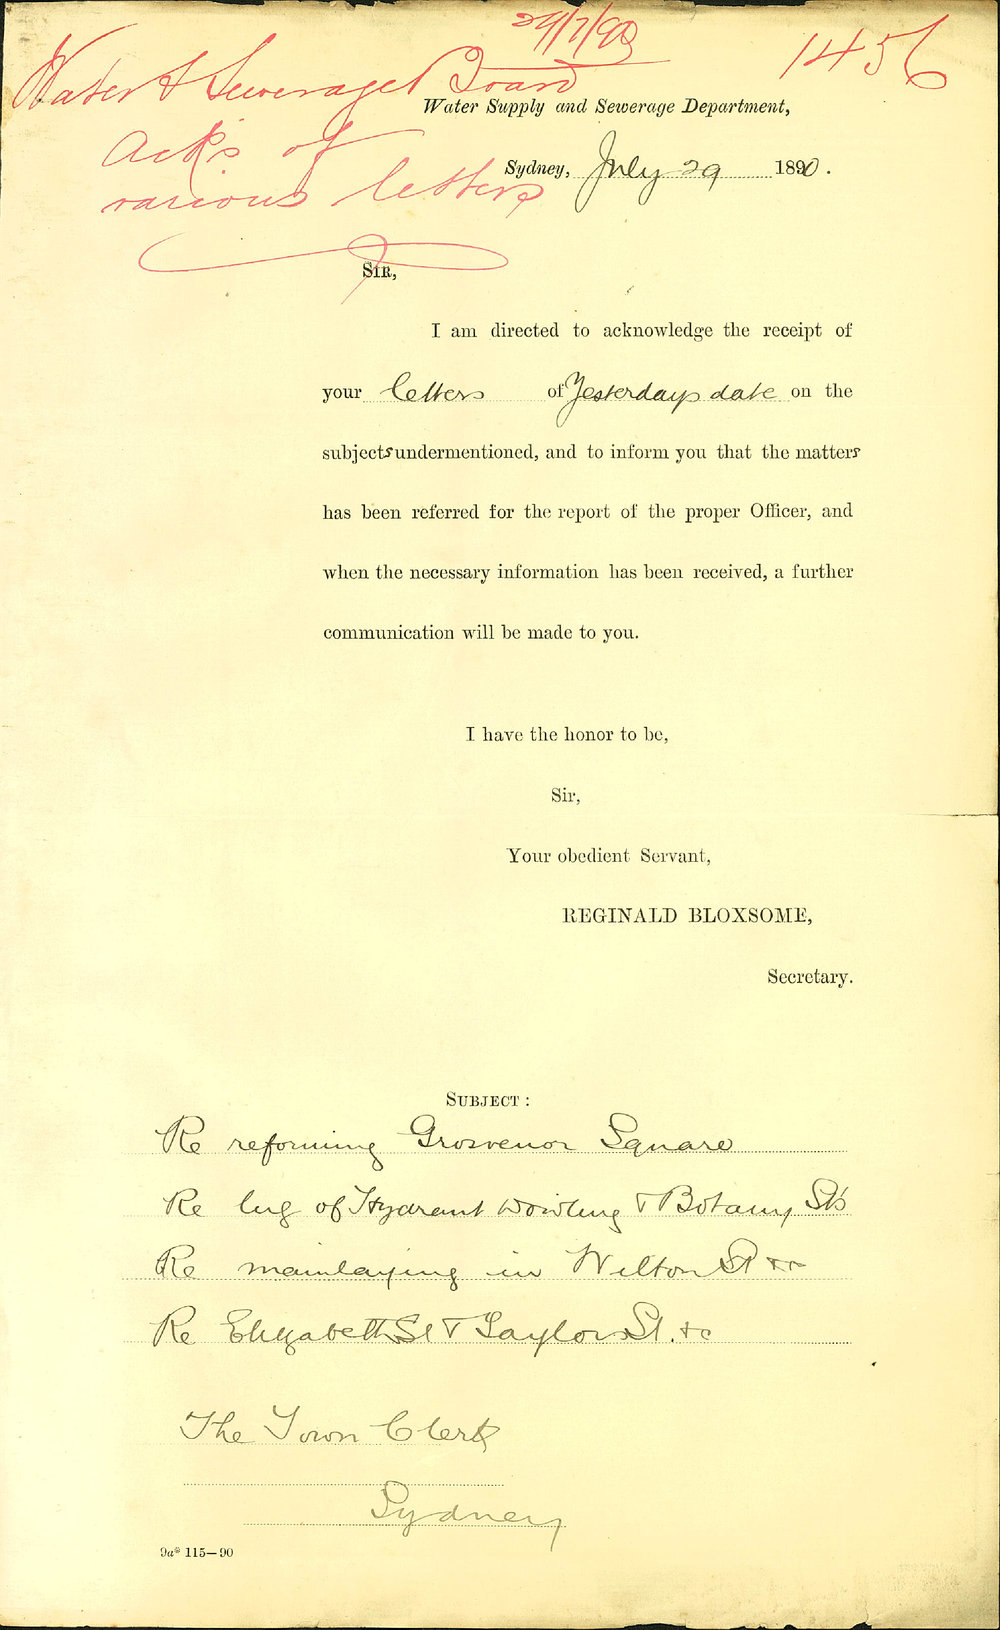 29/7/90
1456
Water & Sewerage Board
Ack's of
various letters
Water Supply and Sewerage Department,
Sydney, July 29 1890.
SIR,
I am directed to acknowledge the receipt of
your letters of Yesterdays date on the
subjects undermentioned, and to inform you that the matters
has been referred for the report of the proper Officer, and
when the necessary information has been received, a further
communication will be made to you.
I have the honor to be,
Sir,
Your obedient Servant,
REGINALD BLOXSOME,
Secretary.
SUBJECT :
Re reforming Grosvenor Square
Re of Hydrant Dowling & Botany Sts
Re mainlaying in Wilton St &c
Re Elizabeth St & Taylor St. &c
The Town Clerk
Sydney
9a* 115—90